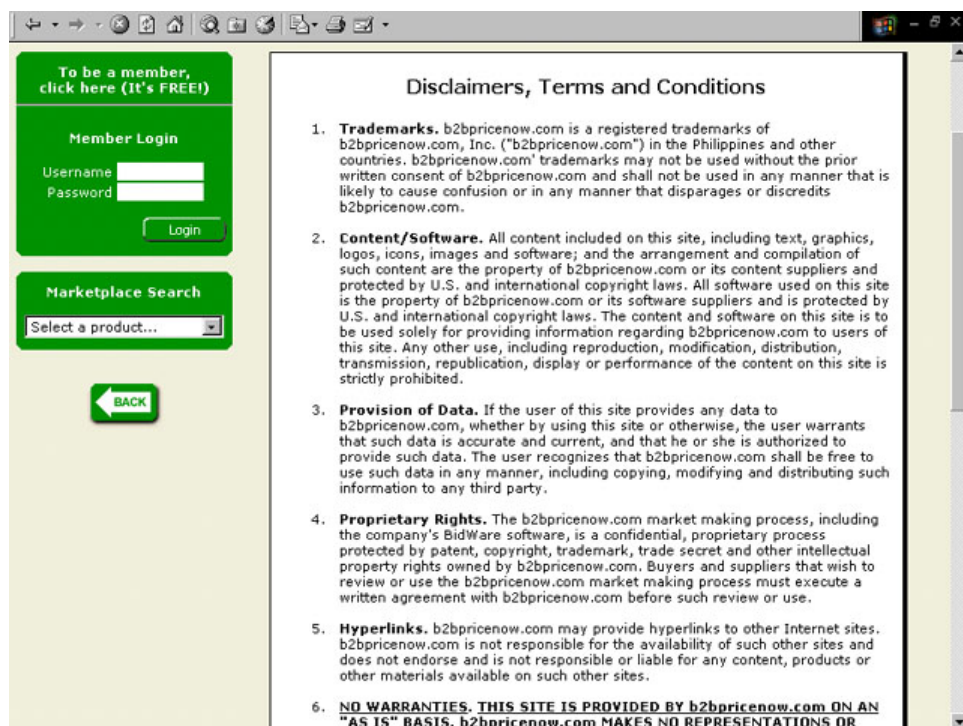 To be a member,
click here (It's FREE!)
Member Login
Username
Password
Login
Marketplace Search
Select a product...
BACK
Disclaimers, Terms and Conditions
1. Trademarks. b2bpricenow.com is a registered trademarks of
b2bpricenow.com, Inc. ("b2bpricenow.com") in the Philippines and other
countries. b2bpricenow.com' trademarks may not be used without the prior
written consent of b2bpricenow.com and shall not be used in any manner that is
likely to cause confusion or in any manner that disparages or discredits
b2bpricenow.com.
2. Content/Software. All content included on this site, including text, graphics,
logos, icons, images and software; and the arrangement and compilation of
such content are the property of b2bpricenow.com or its content suppliers and
protected by U.S. and international copyright laws. All software used on this site
is the property of b2bpricenow.com or its software suppliers and is protected by
U.S. and international copyright laws. The content and software on this site is to
be used solely for providing information regarding b2bpricenow.com to users of
this site. Any other use, including reproduction, modification, distribution,
transmission, republication, display or performance of the content on this site is
strictly prohibited.
3. Provision of Data. If the user of this site provides any data to
b2bpricenow.com, whether by using this site or otherwise, the user warrants
that such data is accurate and current, and that he or she is authorized to
provide such data. The user recognizes that b2bpricenow.com shall be free to
use such data in any manner, including copying, modifying and distributing such
information to any third party.
4. Proprietary Rights. The b2bpricenow.com market making process, including
the company's BidWare software, is a confidential, proprietary process
protected by patent, copyright, trademark, trade secret and other intellectual
property rights owned by b2bpricenow.com. Buyers and suppliers that wish to
review or use the b2bpricenow.com market making process must execute a
written agreement with b2bpricenow.com before such review or use.
5. Hyperlinks. b2bpricenow.com may provide hyperlinks to other Internet sites.
b2bpricenow.com is not responsible for the availability of such other sites and
does not endorse and is not responsible or liable for any content, products or
other materials available on such other sites.
6. NO WARRANTIES. THIS SITE IS PROVIDED BY b2bpricenow.com ON AN
"AS IS" BASIS. b2bpricenow.com MAKES NO REPRESENTATIONS OR